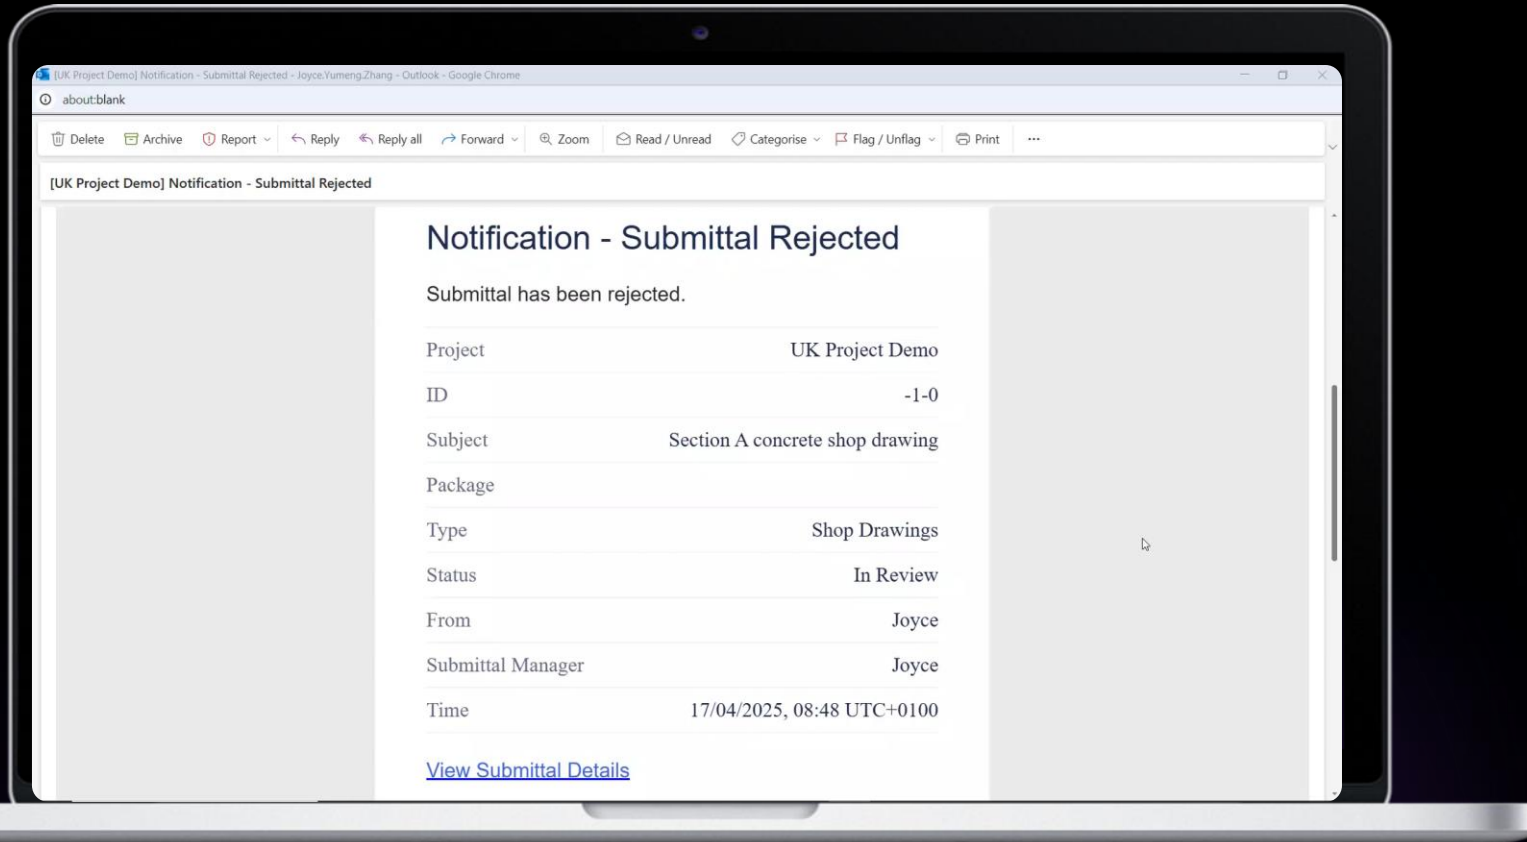 [UK Project Demo] Notification - Submittal Rejected - Joyce.Yumeng.Zhang - Outlook - Google Chrome
about:blank
Delete Archive Report Reply Reply all Forward Zoom Read / Unread Categorise Flag / Unflag Print ...
[UK Project Demo] Notification - Submittal Rejected
Notification - Submittal Rejected
Submittal has been rejected.
Project UK Project Demo
ID -1-0
Subject Section A concrete shop drawing
Package
Type Shop Drawings
Status In Review
From Joyce
Submittal Manager Joyce
Time 17/04/2025, 08:48 UTC+0100
View Submittal Details